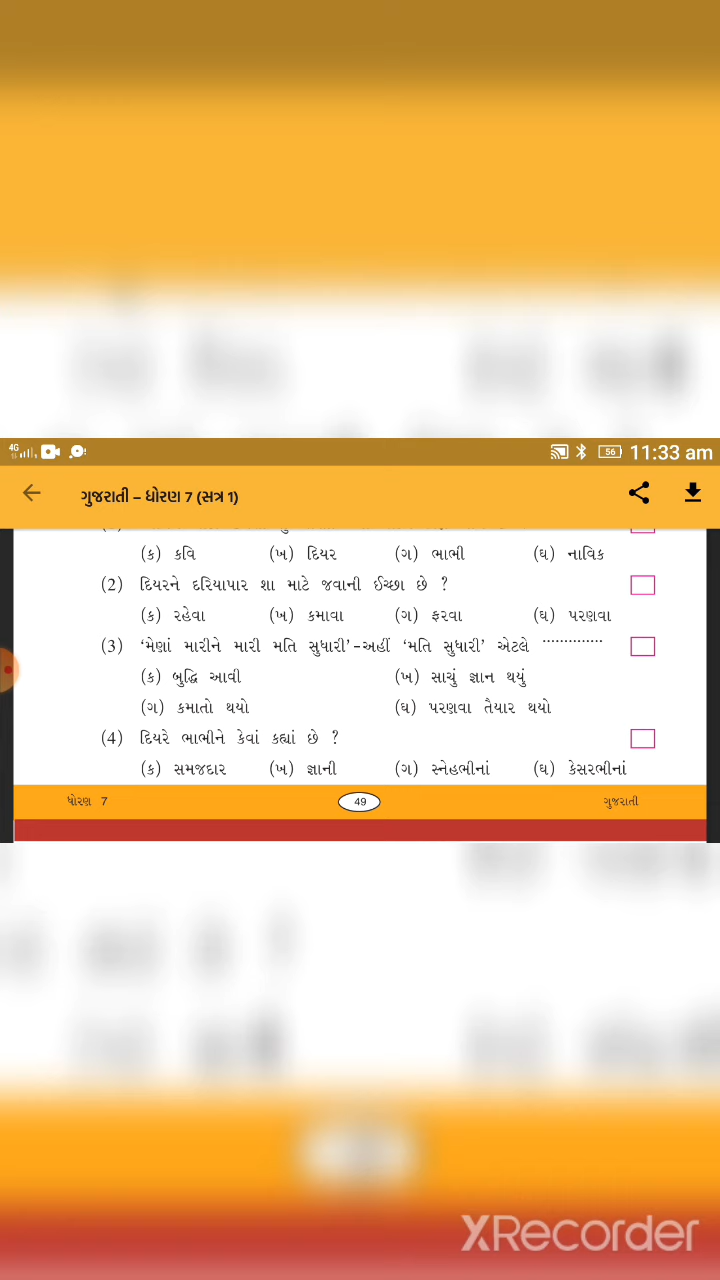 4G 56 11:33 am
ગુજરાતી – ધોરણ 7 (સત્ર 1)
(ક) કવિ (ખ) દિયર (ગ) ભાભી (ઘ) નાવિક
(2) દિયરને દરિયાપાર શા માટે જવાની ઈચ્છા છે ?
(ક) રહેવા (ખ) કમાવા (ગ) ફરવા (ઘ) પરણવા
(3) ‘મેણાં મારીને મારી મતિ સુધારી’-અહીં ‘મતિ સુધારી’ એટલે ..............
(ક) બુદ્ધિ આવી (ખ) સાચું જ્ઞાન થયું
(ગ) કમાતો થયો (ઘ) પરણવા તૈયાર થયો
(4) દિયરે ભાભીને કેવાં કહ્યાં છે ?
(ક) સમજદાર (ખ) જ્ઞાની (ગ) સ્નેહભીનાં (ઘ) કેસરભીનાં
ધોરણ 7 49 ગુજરાતી
XRecorder